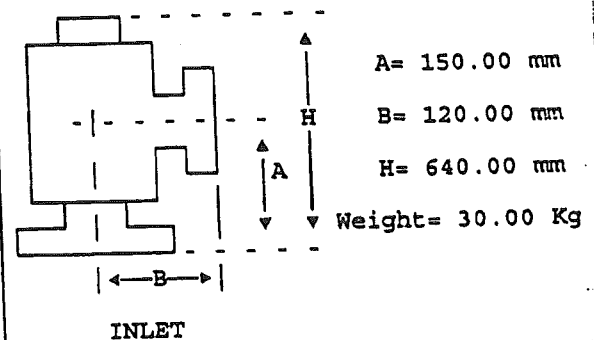 A= 150.00 mm
H
B= 120.00 mm
A
H= 640.00 mm
Weight= 30.00 Kg
B
INLET